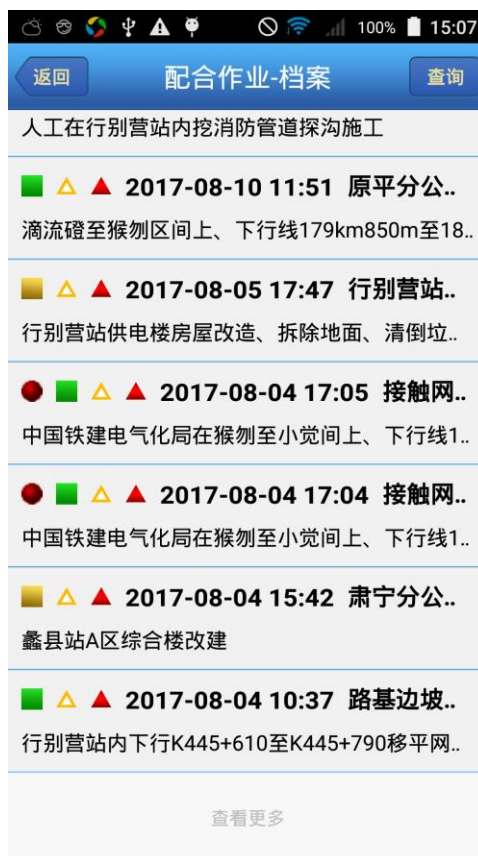 100% 15:07
返回 配合作业-档案 查询
人工在行别营站内挖消防管道探沟施工
2017-08-10 11:51 原平分公..
滴流磴至猴刎区间上、下行线179km850m至18..
2017-08-05 17:47 行别营站..
行别营站供电楼房屋改造、拆除地面、清倒垃..
2017-08-04 17:05 接触网..
中国铁建电气化局在猴刎至小觉间上、下行线1..
2017-08-04 17:04 接触网..
中国铁建电气化局在猴刎至小觉间上、下行线1..
2017-08-04 15:42 肃宁分公..
蠡县站A区综合楼改建
2017-08-04 10:37 路基边坡..
行别营站内下行K445+610至K445+790移平网..
查看更多